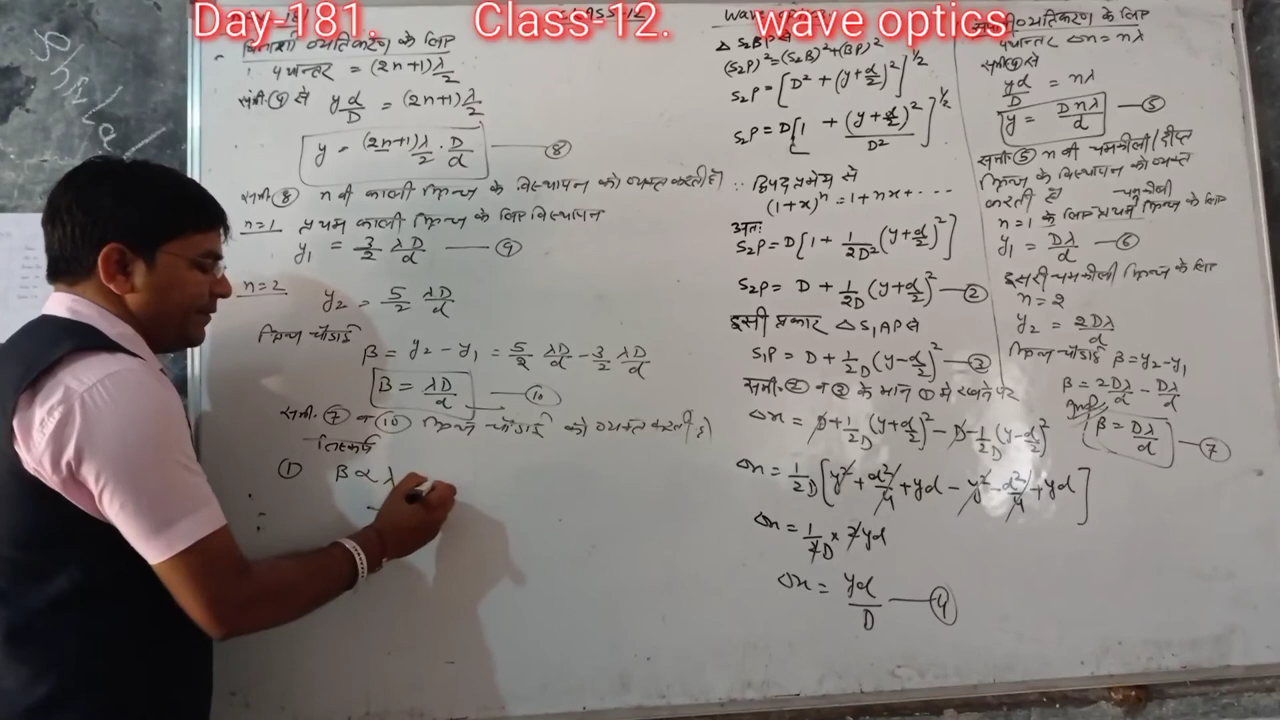 Day-181. Class-12. wave optics
विनाशी व्यतिकरण के लिए
पथान्तर = (2n+1)λ/2
समी.④ से yd/D = (2n+1)λ/2
y = (2n+1)λ/2 · D/d —⑧
समी.⑧ n वी काली फ्रिन्ज के विस्थापन को व्यक्त करती है।
n=1 प्रथम काली फ्रिन्ज के लिए विस्थापन
y₁ = 3/2 λD/d —⑨
n=2 y₂ = 5/2 λD/d
फ्रिन्ज चौडाई
β = y₂ - y₁ = 5/2 λD/d - 3/2 λD/d
β = λD/d —⑩
समी. ⑦ व ⑩ फ्रिन्ज चौडाई को व्यक्त करती है।
निष्कर्ष
① β ∝ λ
Δ S₂BP से
(S₂P)² = (S₂B)² + (BP)²
S₂P = [D² + (y+d/2)²]^1/2
S₂P = D[1 + (y+d/2)²/D²]^1/2
∵ द्विपद प्रमेय से
(1+x)ⁿ = 1+nx+ ---
अतः
S₂P = D[1 + 1/2D² (y+d/2)²]
S₂P = D + 1/2D (y+d/2)² —②
इसी प्रकार Δ S₁AP से
S₁P = D + 1/2D (y-d/2)² —③
समी. ② व ③ के मान ① मे रखने पर
Δx = D + 1/2D (y+d/2)² - D - 1/2D (y-d/2)²
Δx = 1/2D [y² + d²/4 + yd - y² - d²/4 + yd]
Δx = 1/2D × 2yd
Δx = yd/D —④
व्यतिकरण के लिए
पथान्तर Δx = nλ
समी④ से
yd/D = nλ
y = Dnλ/d —⑤
समी⑤ n वी चमकीली/दीप्त
फ्रिन्ज के विस्थापन को व्यक्त
करती है
चमकीली
n=1 के लिए प्रथम फ्रिन्ज के लिए
y₁ = Dλ/d —⑥
दूसरी चमकीली फ्रिन्ज के लिए
n = 2
y₂ = 2Dλ/d
फ्रिन्ज चौडाई β = y₂-y₁
β = 2Dλ/d - Dλ/d
β = Dλ/d —⑦